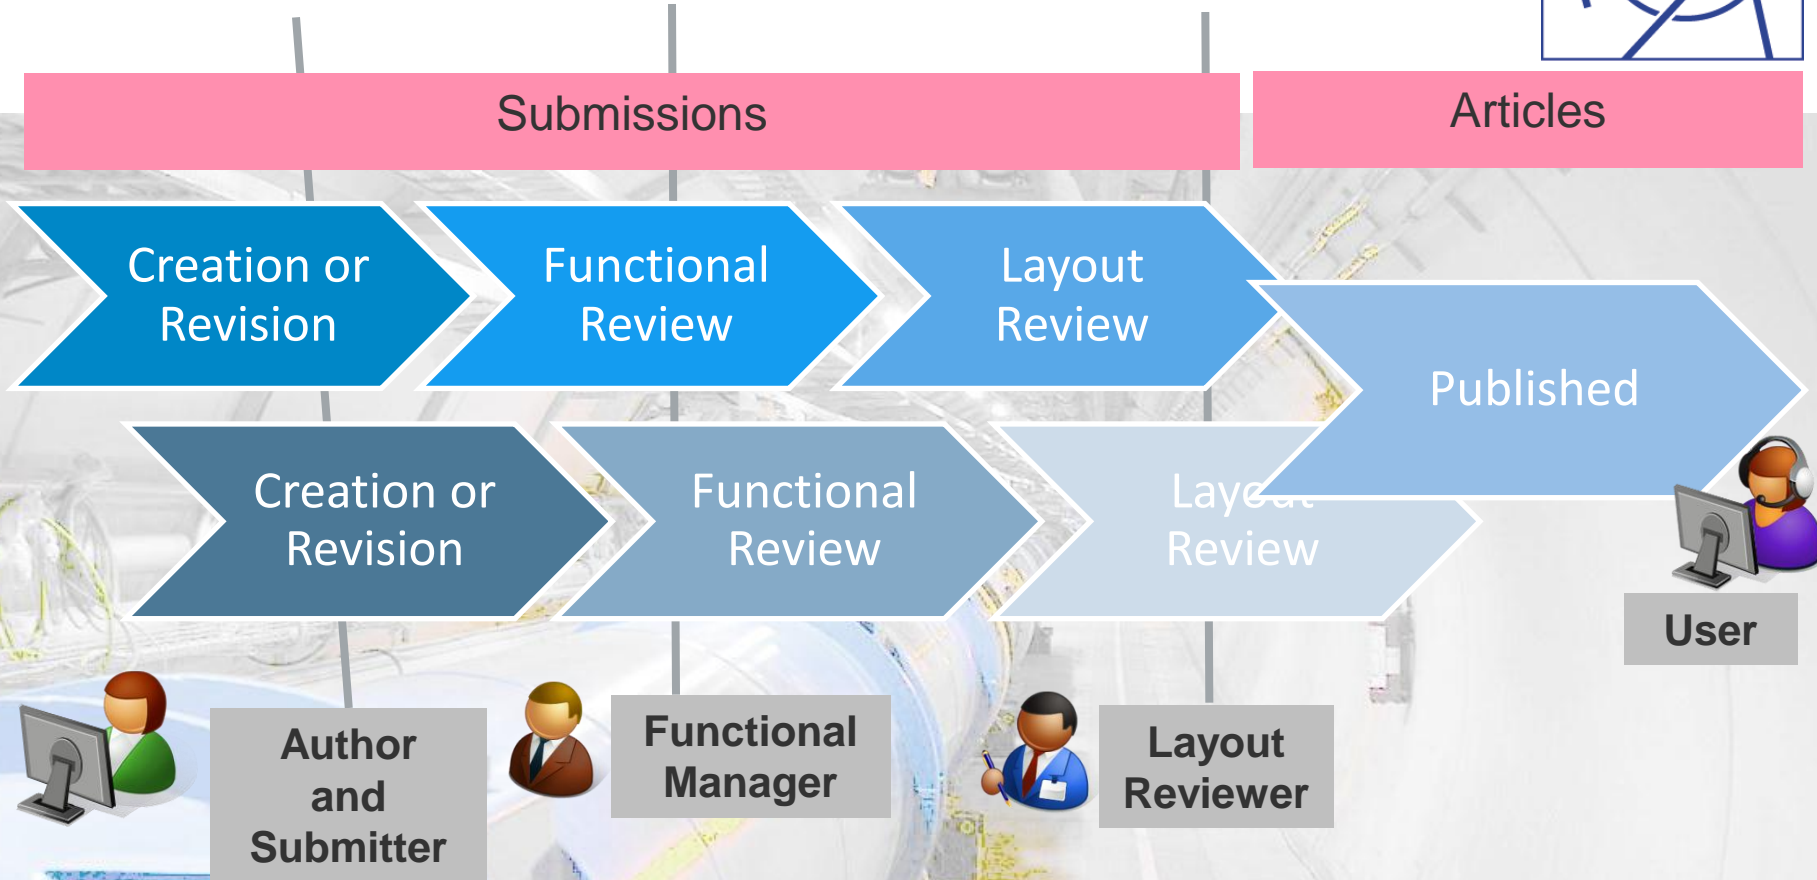 Submissions
Articles
Creation or
Revision
Functional
Review
Layout
Review
Published
Creation or
Revision
Functional
Review
Layout
Review
User
Author
and
Submitter
Functional
Manager
Layout
Reviewer